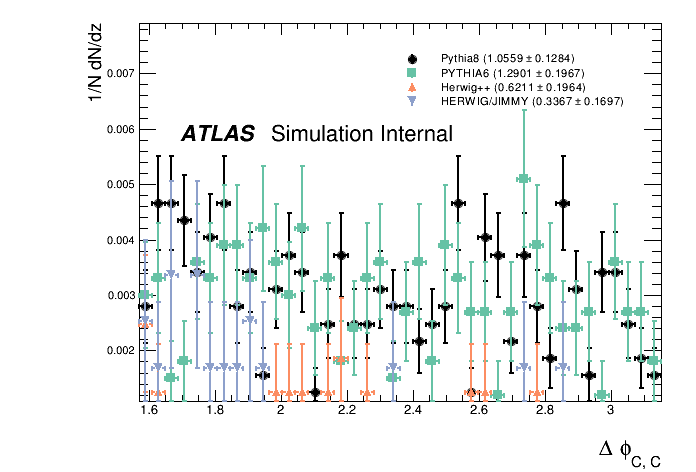 1/N dN/dz
Pythia8 (1.0559 ± 0.1284)
PYTHIA6 (1.2901 ± 0.1967)
Herwig++ (0.6211 ± 0.1964)
HERWIG/JIMMY (0.3367 ± 0.1697)
ATLAS Simulation Internal
0.007
0.006
0.005
0.004
0.003
0.002
1.6 1.8 2 2.2 2.4 2.6 2.8 3
Δ ϕC, C